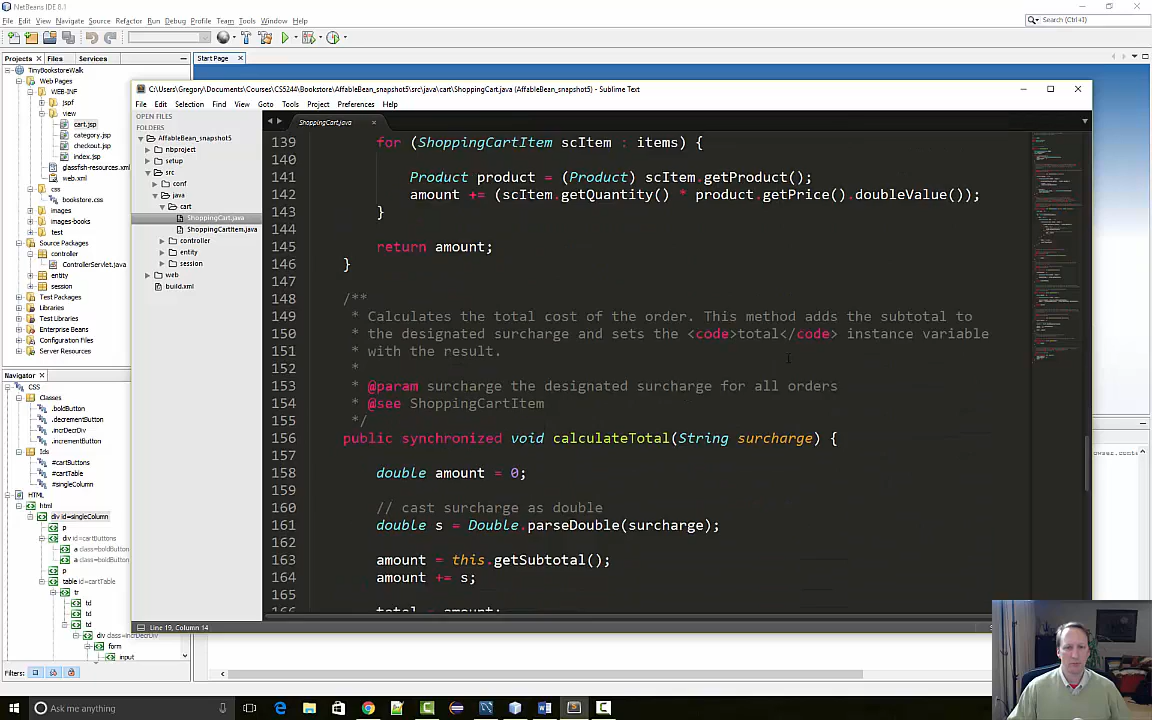 NetBeans IDE 8.1
File Edit View Navigate Source Refactor Run Debug Profile Team Tools Window Help
Search (Ctrl+I)
Projects Files Services
Start Page
TinyBookstoreWalk
Web Pages
WEB-INF
jspf
view
cart.jsp
category.jsp
checkout.jsp
index.jsp
glassfish-resources.xml
web.xml
css
bookstore.css
images
images-books
test
Source Packages
controller
ControllerServlet.java
entity
session
Test Packages
Libraries
Test Libraries
Enterprise Beans
Configuration Files
Server Resources
Navigator
CSS
Classes
.boldButton
.decrementButton
.incrDecrDiv
.incrementButton
Ids
#cartButtons
#cartTable
#singleColumn
HTML
html
div id=singleColumn
p
div id=cartButtons
a class=boldButton
a class=boldButton
p
table id=cartTable
tr
td
td
td
div class=incrDecrDiv
form
input
Filters:
C:\Users\Gregory\Documents\Courses\CS5244\Bookstore\AffableBean_snapshot5\src\java\cart\ShoppingCart.java (AffableBean_snapshot5) - Sublime Text
File Edit Selection Find View Goto Tools Project Preferences Help
OPEN FILES
FOLDERS
AffableBean_snapshot5
nbproject
setup
src
conf
java
cart
ShoppingCart.java
ShoppingCartItem.java
controller
entity
session
web
build.xml
ShoppingCart.java
139 for (ShoppingCartItem scItem : items) {
140
141 Product product = (Product) scItem.getProduct();
142 amount += (scItem.getQuantity() * product.getPrice().doubleValue());
143 }
144
145 return amount;
146 }
147
148 /**
149 * Calculates the total cost of the order. This method adds the subtotal to
150 * the designated surcharge and sets the <code>total</code> instance variable
151 * with the result.
152 *
153 * @param surcharge the designated surcharge for all orders
154 * @see ShoppingCartItem
155 */
156 public synchronized void calculateTotal(String surcharge) {
157
158 double amount = 0;
159
160 // cast surcharge as double
161 double s = Double.parseDouble(surcharge);
162
163 amount = this.getSubtotal();
164 amount += s;
165
166 total = amount;
Line 19, Column 14
Ask me anything